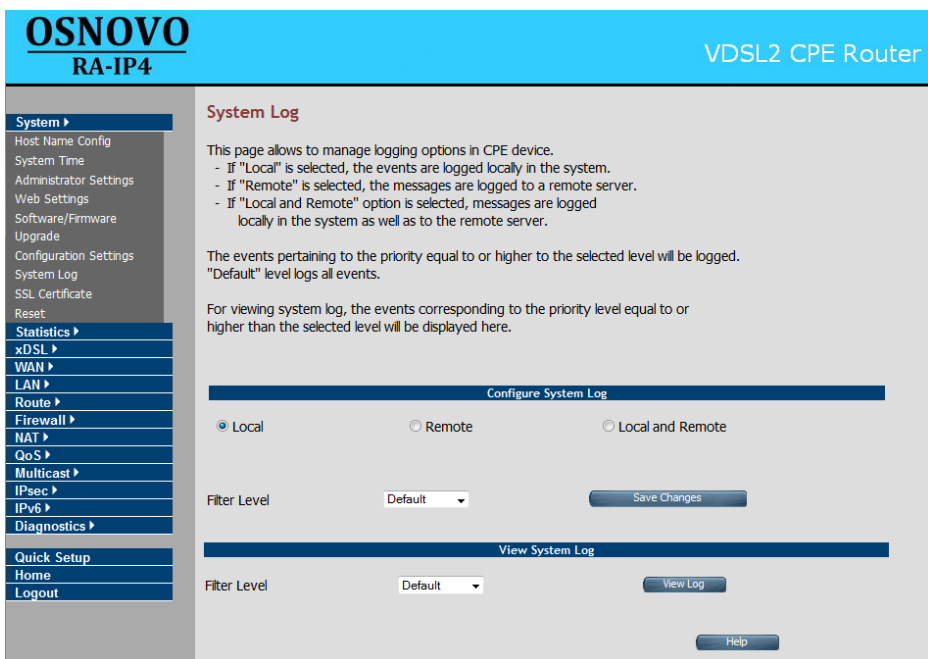 OSNOVO
RA-IP4
VDSL2 CPE Router
System
Host Name Config
System Time
Administrator Settings
Web Settings
Software/Firmware
Upgrade
Configuration Settings
System Log
SSL Certificate
Reset
Statistics
xDSL
WAN
LAN
Route
Firewall
NAT
QoS
Multicast
IPsec
IPv6
Diagnostics
Quick Setup
Home
Logout
System Log
This page allows to manage logging options in CPE device.
- If "Local" is selected, the events are logged locally in the system.
- If "Remote" is selected, the messages are logged to a remote server.
- If "Local and Remote" option is selected, messages are logged
locally in the system as well as to the remote server.
The events pertaining to the priority equal to or higher to the selected level will be logged.
"Default" level logs all events.
For viewing system log, the events corresponding to the priority level equal to or
higher than the selected level will be displayed here.
Configure System Log
Local Remote Local and Remote
Filter Level Default Save Changes
View System Log
Filter Level Default View Log
Help